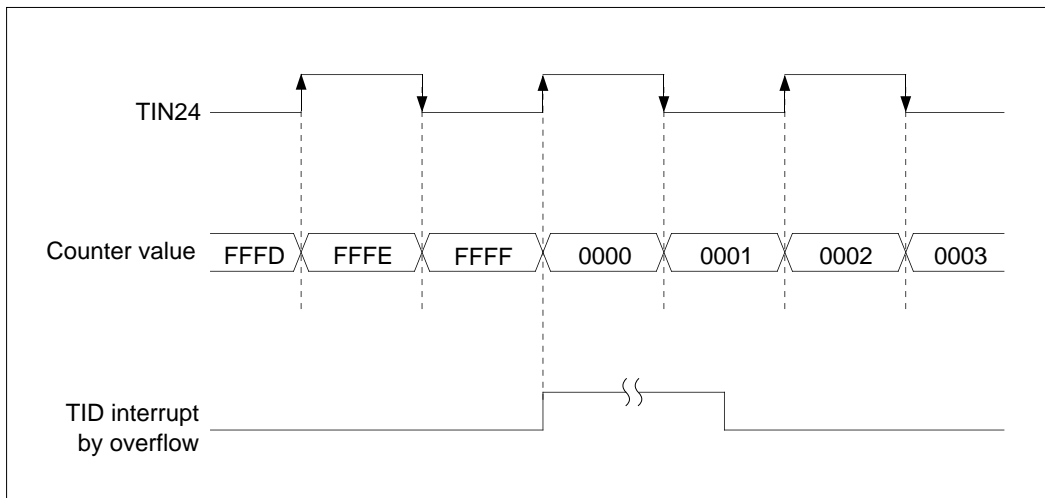 TIN24
Counter value
FFFD FFFE FFFF 0000 0001 0002 0003
TID interrupt
by overflow